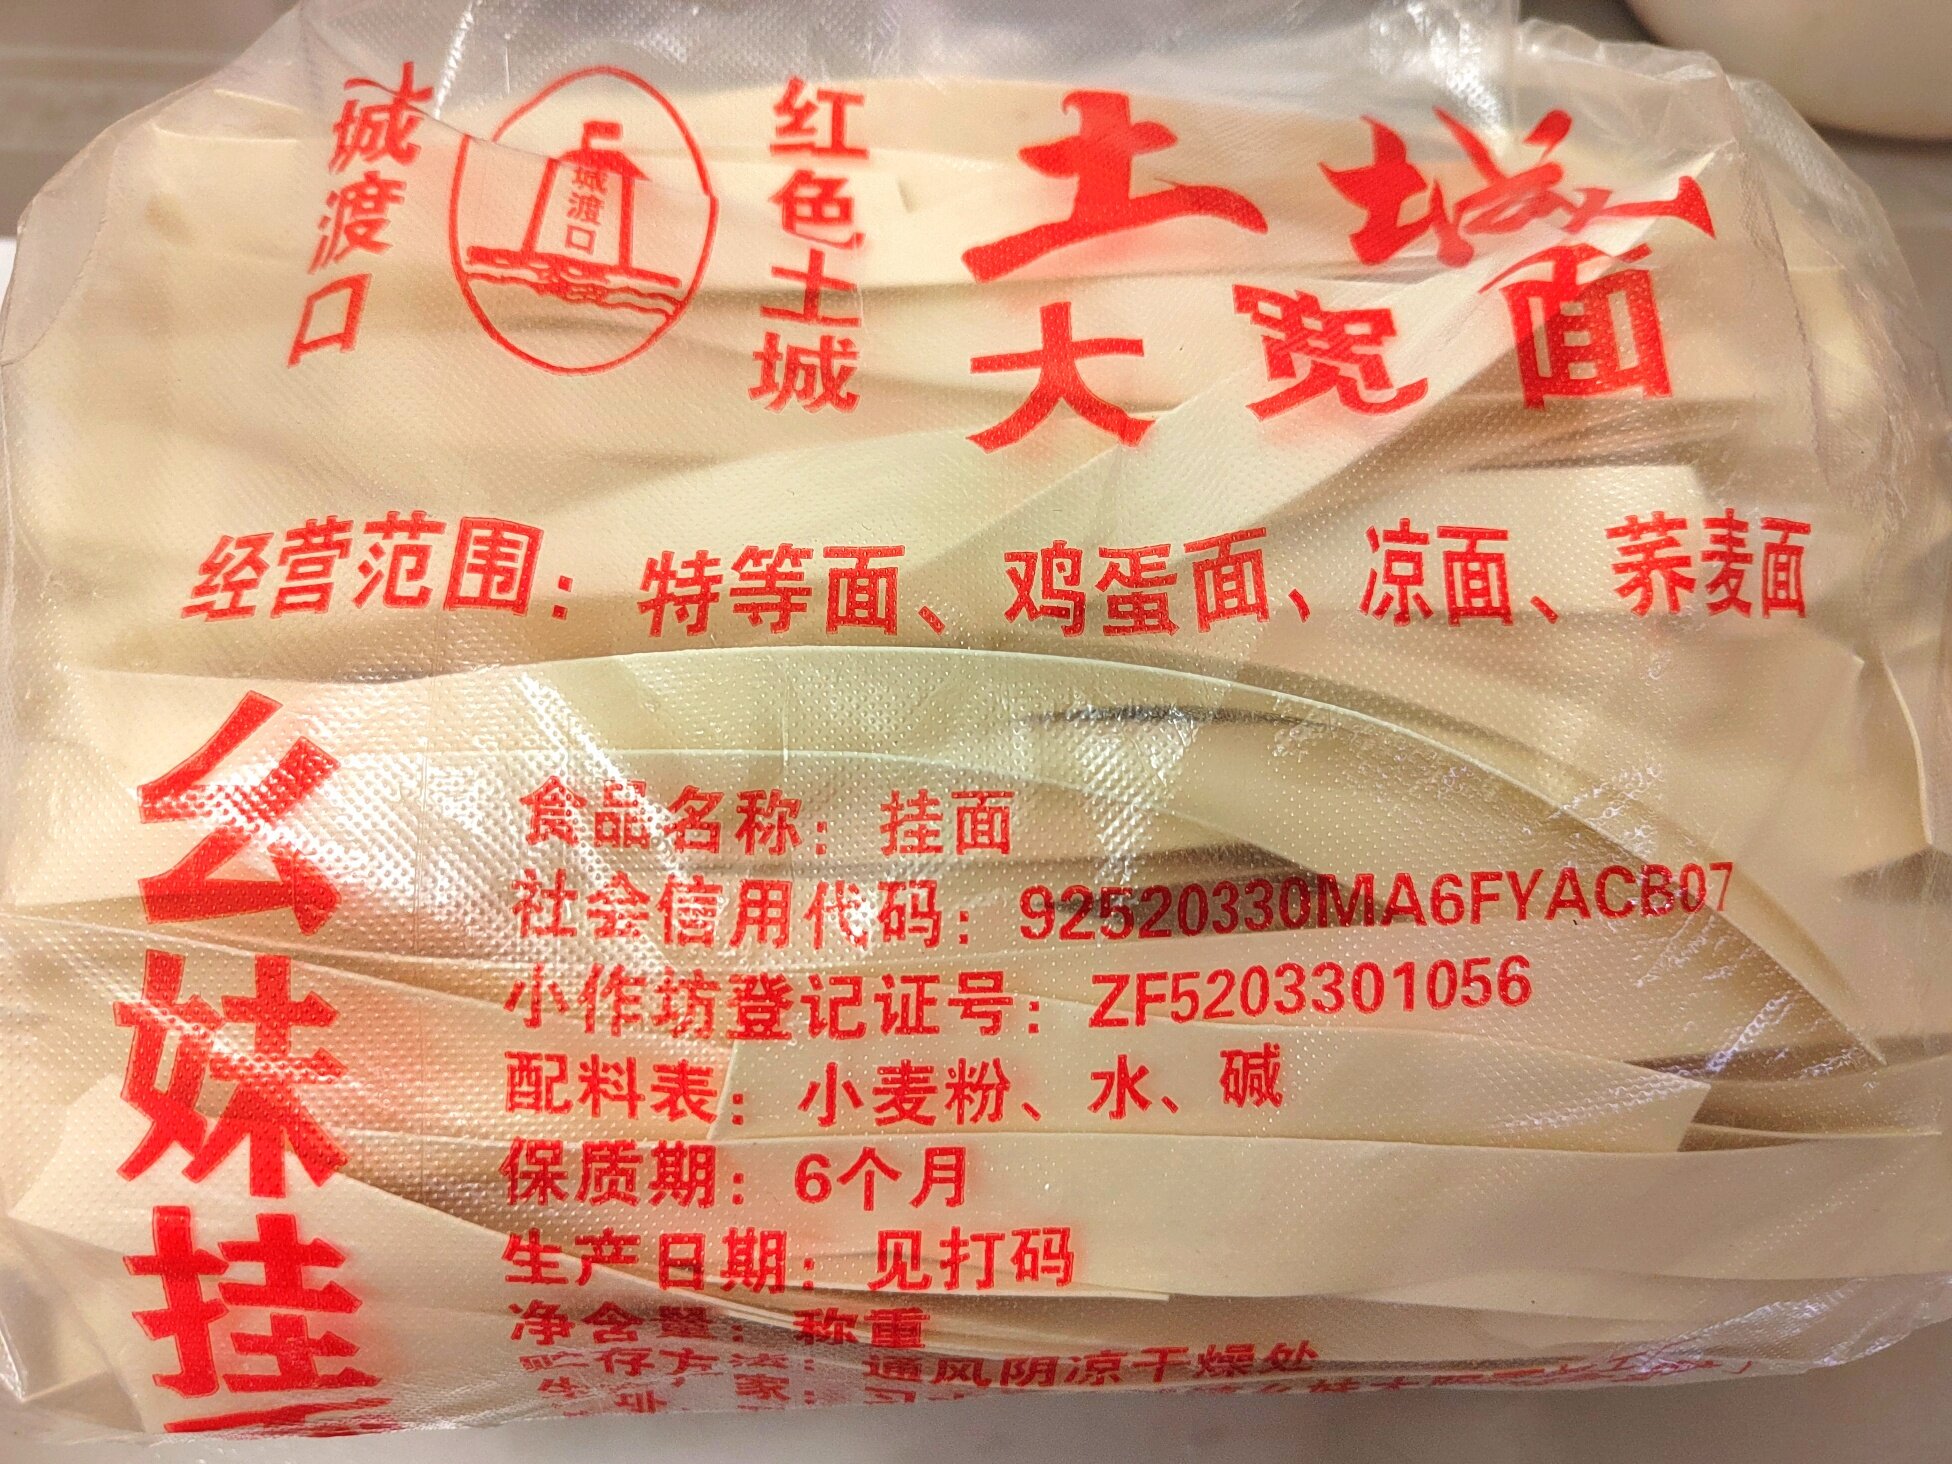 城渡口
城渡口
红色土城
土城
大宽面
经营范围：特等面、鸡蛋面、凉面、荞麦面
幺妹挂
食品名称：挂面
社会信用代码：92520330MA6FYACB07
小作坊登记证号：ZF5203301056
配料表：小麦粉、水、碱
保质期：6个月
生产日期：见打码
净含量：称重
贮存方法：通风阴凉干燥处